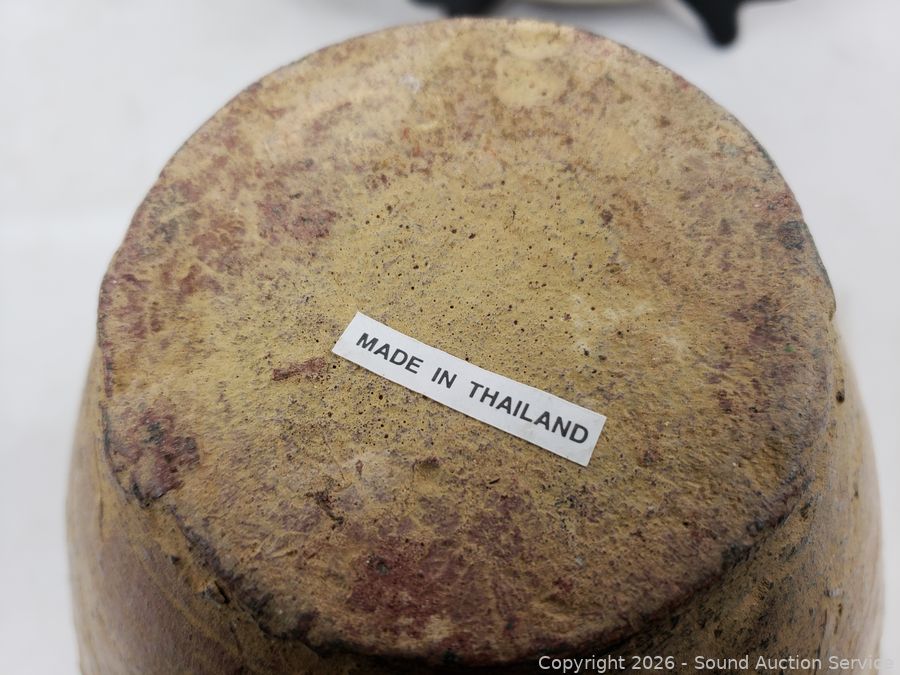 MADE IN THAILAND
Copyright 2026 - Sound Auction Service